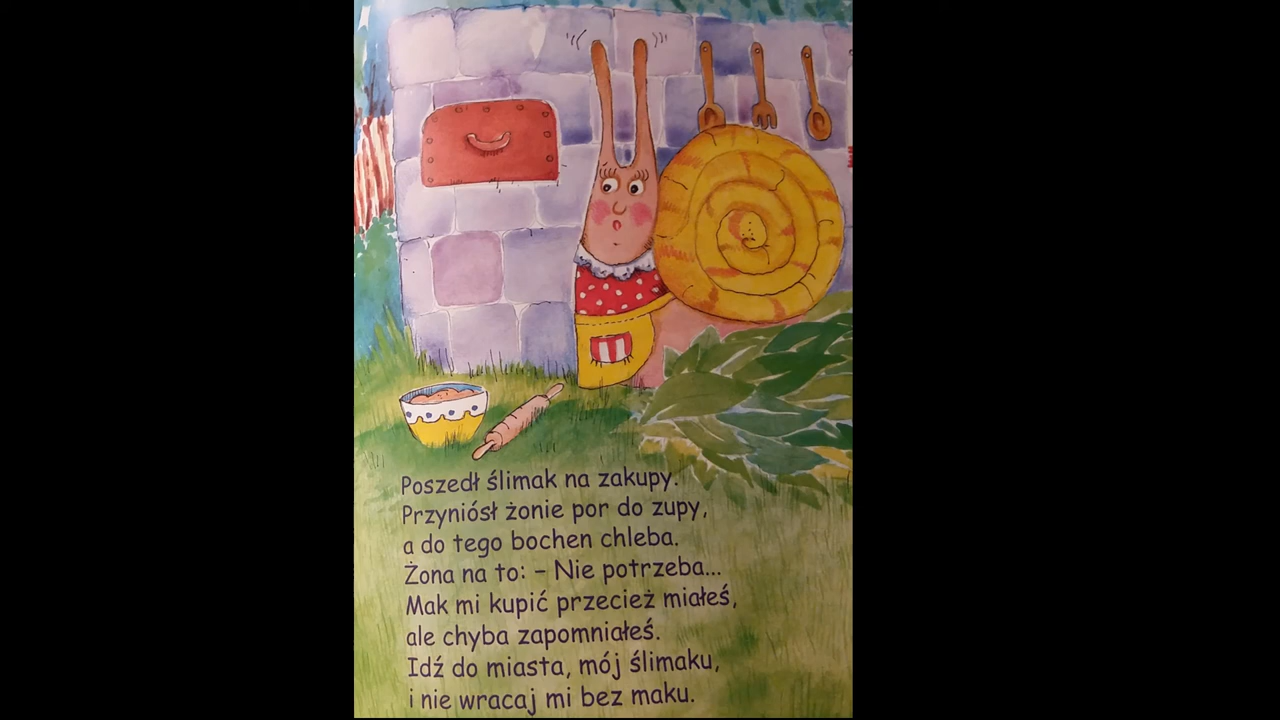 Poszedł ślimak na zakupy.
Przyniósł żonie por do zupy,
a do tego bochen chleba.
Żona na to: – Nie potrzeba...
Mak mi kupić przecież miałeś,
ale chyba zapomniałeś.
Idź do miasta, mój ślimaku,
i nie wracaj mi bez maku.